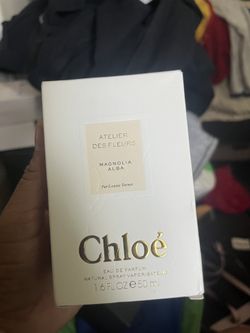 ATELIER
DES FLEURS
MAGNOLIA
ALBA
Chloé
EAU DE PARFUM
NATURAL SPRAY VAPORISATEUR
1.6 FL.OZ ℮ 50 mL